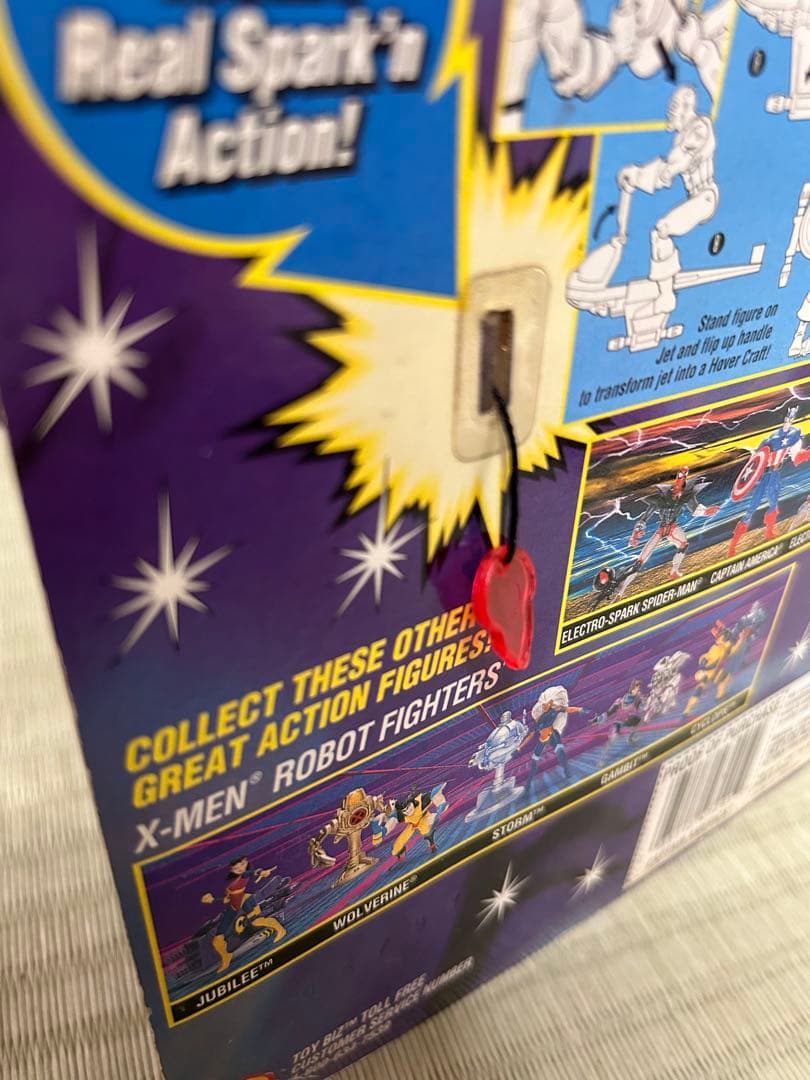 Real Spark'n
Action!
Stand figure on
Jet and flip up handle
to transform jet into a Hover Craft!
ELECTRO-SPARK SPIDER-MAN® CAPTAIN AMERICA®
COLLECT THESE OTHER
GREAT ACTION FIGURES!
X-MEN® ROBOT FIGHTERS™
JUBILEE™
WOLVERINE®
STORM™
GAMBIT™
CYCLOPS™
TOY BIZ™ TOLL FREE
CUSTOMER SERVICE NUMBER